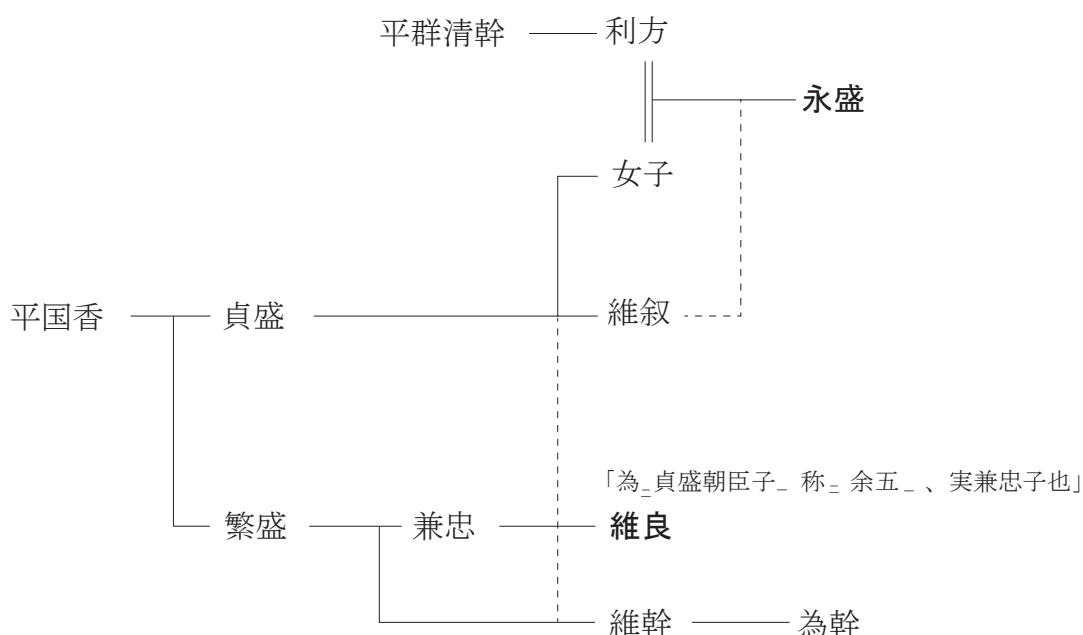 平群清幹 利方
永盛
女子
平国香 貞盛 維叙
「為₌貞盛朝臣子₋ 称₌余五₋、実兼忠子也」
繁盛 兼忠 維良
維幹 為幹